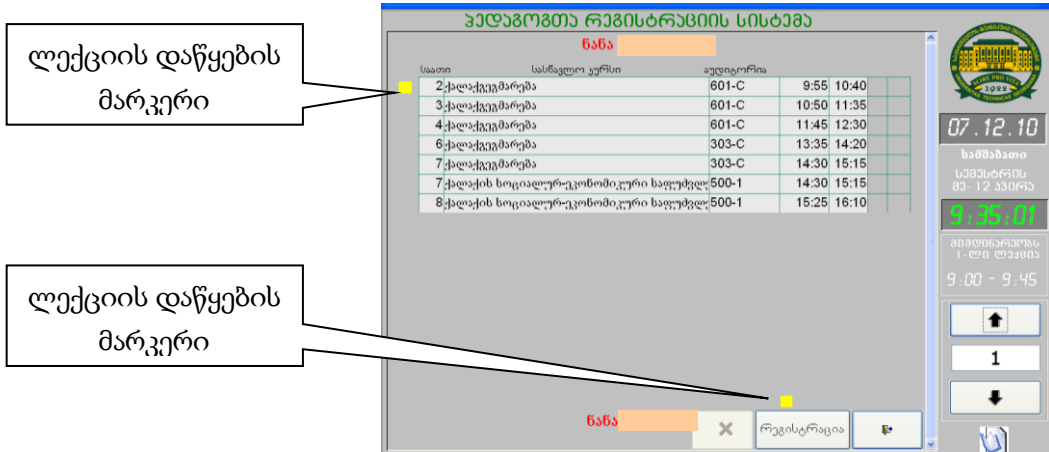 პედაგოგთა რეგისტრაციის სისტემა
ნანა
საათი სასწავლო კურსი აუდიტორია
2 ქალაქგეგმარება 601-C 9:55 10:40
3 ქალაქგეგმარება 601-C 10:50 11:35
4 ქალაქგეგმარება 601-C 11:45 12:30
6 ქალაქგეგმარება 303-C 13:35 14:20
7 ქალაქგეგმარება 303-C 14:30 15:15
7 ქალაქის სოციალურ-ეკონომიკური საფუძვლ 500-1 14:30 15:15
8 ქალაქის სოციალურ-ეკონომიკური საფუძვლ 500-1 15:25 16:10
ლექციის დაწყების
მარკერი
ლექციის დაწყების
მარკერი
ნანა
რეგისტრაცია
1922
07.12.10
სამშაბათი
სემესტრის
მე- 12 კვირა
9:35:01
მიმდინარეობს
1-ლი ლექცია
9:00 - 9:45
1